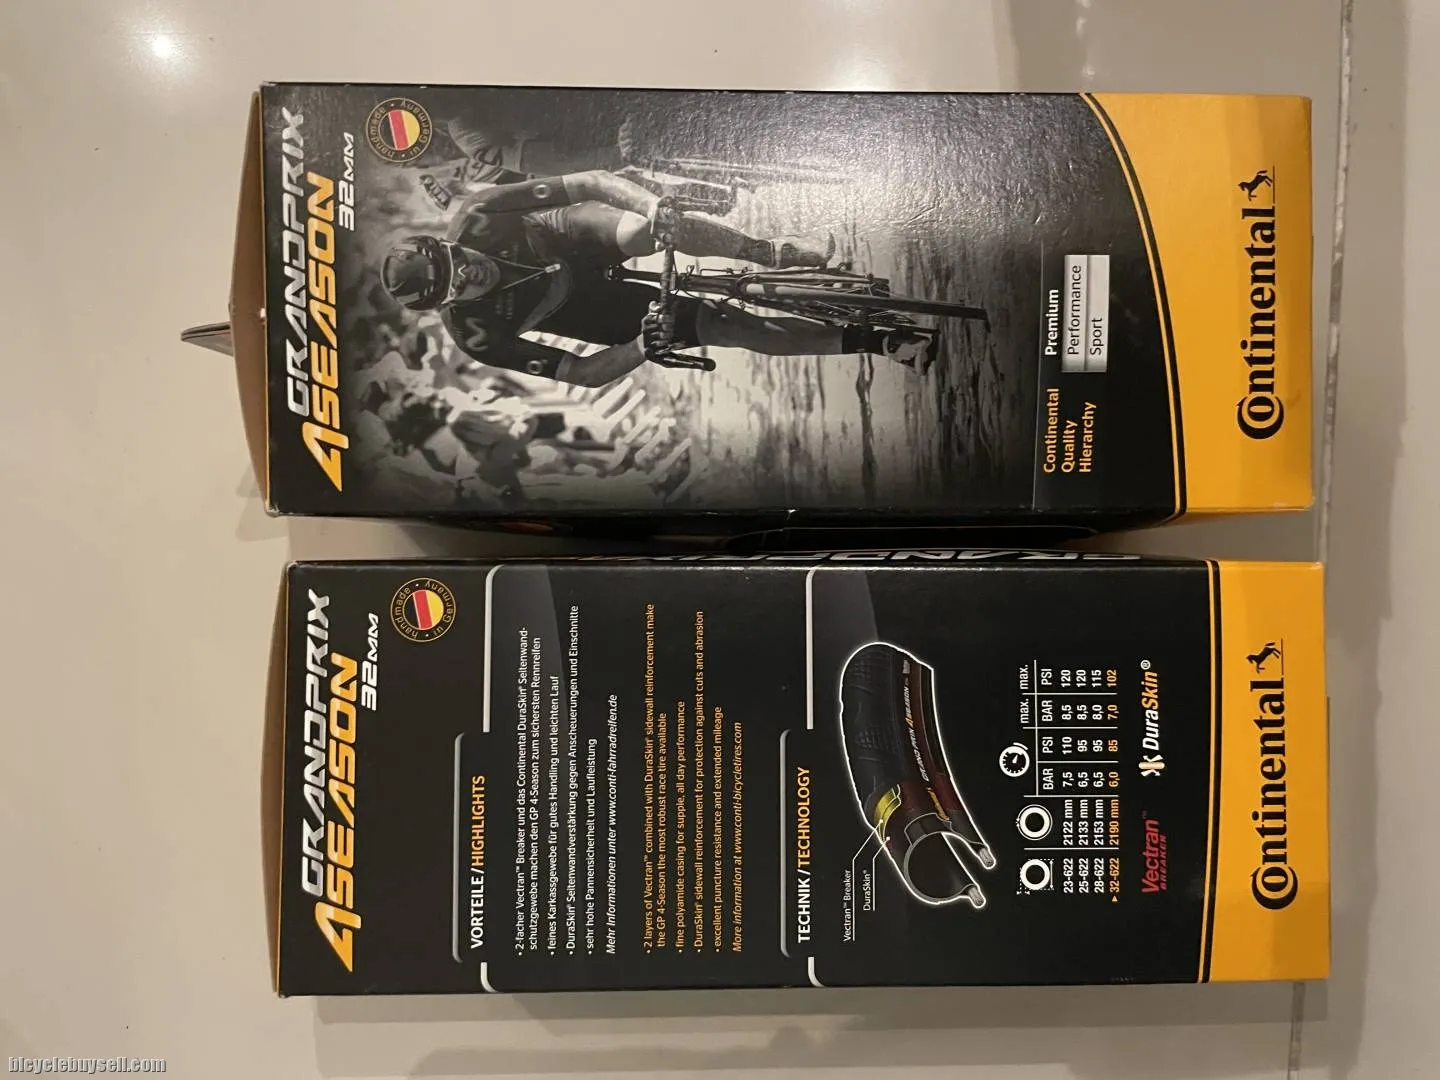 GRANDPRIX
4SEASON
32MM
handmade
in Germany
Continental
Quality
Hierarchy
Premium
Performance
Sport
Continental
GRANDPRIX
4SEASON
32MM
handmade
in Germany
VORTEILE/HIGHLIGHTS
• 2-facher Vectran™ Breaker und das Continental DuraSkin® Seitenwand-
schutzgewebe machen den GP 4-Season zum sichersten Rennreifen
• feines Karkassgewebe für gutes Handling und leichten Lauf
• DuraSkin® Seitenwandverstärkung gegen Anscheuerungen und Einschnitte
• sehr hohe Pannensicherheit und Laufleistung
Mehr Informationen unter www.conti-fahrradreifen.de
• 2 layers of Vectran™ combined with DuraSkin® sidewall reinforcement make
the GP 4-Season the most robust race tire available
• fine polyamide casing for supple, all day performance
• DuraSkin® sidewall reinforcement for protection against cuts and abrasion
• excellent puncture resistance and extended mileage
More information at www.conti-bicycletires.com
TECHNIK/TECHNOLOGY
Vectran™ Breaker
DuraSkin®
GRAND PRIX 4SEASON
max. max.
BAR PSI BAR PSI
23-622 2122 mm 7,5 110 8,5 120
25-622 2133 mm 6,5 95 8,5 120
28-622 2153 mm 6,5 95 8,0 115
▸ 32-622 2190 mm 6,0 85 7,0 102
Vectran™
BREAKER
DuraSkin®
Continental
GRANDPRIX
bicyclebuysell.com